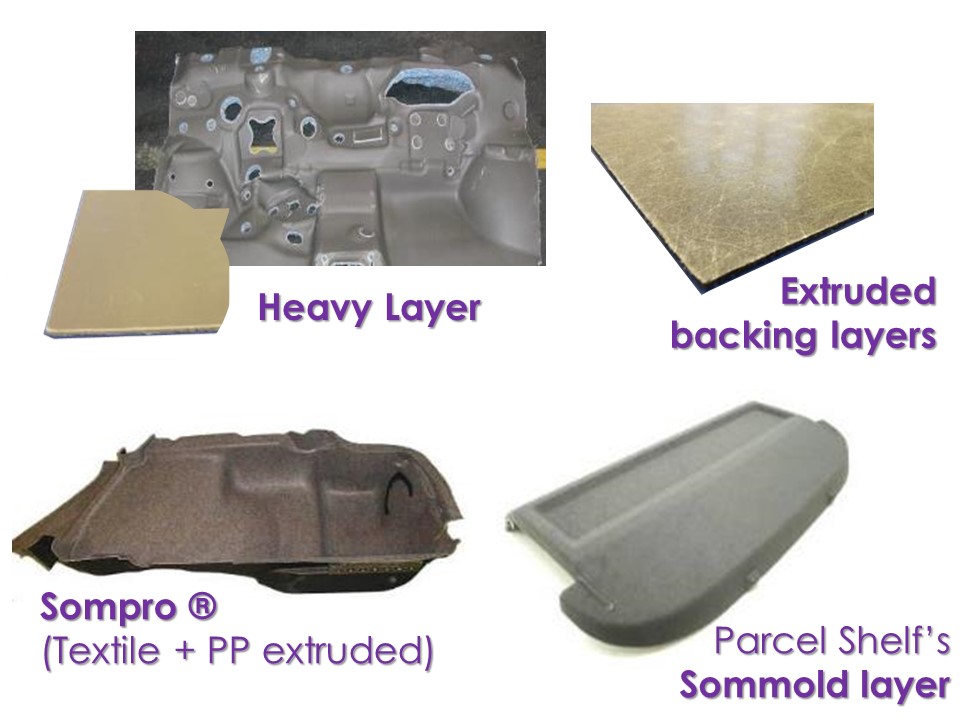 Heavy Layer
Extruded
backing layers
Sompro ®
(Textile + PP extruded)
Parcel Shelf’s
Sommold layer